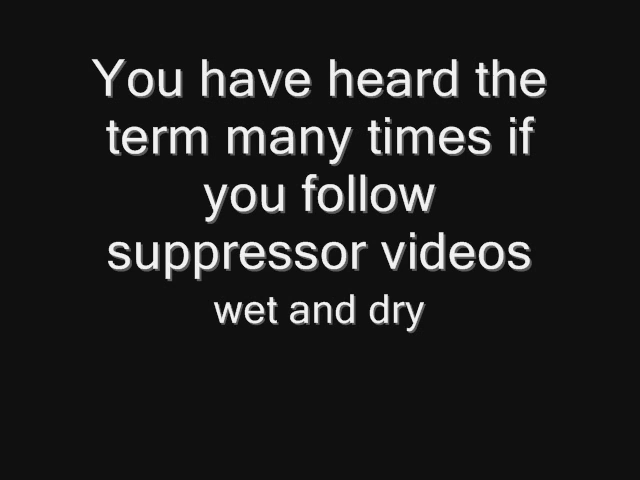 You have heard the
term many times if
you follow
suppressor videos
wet and dry